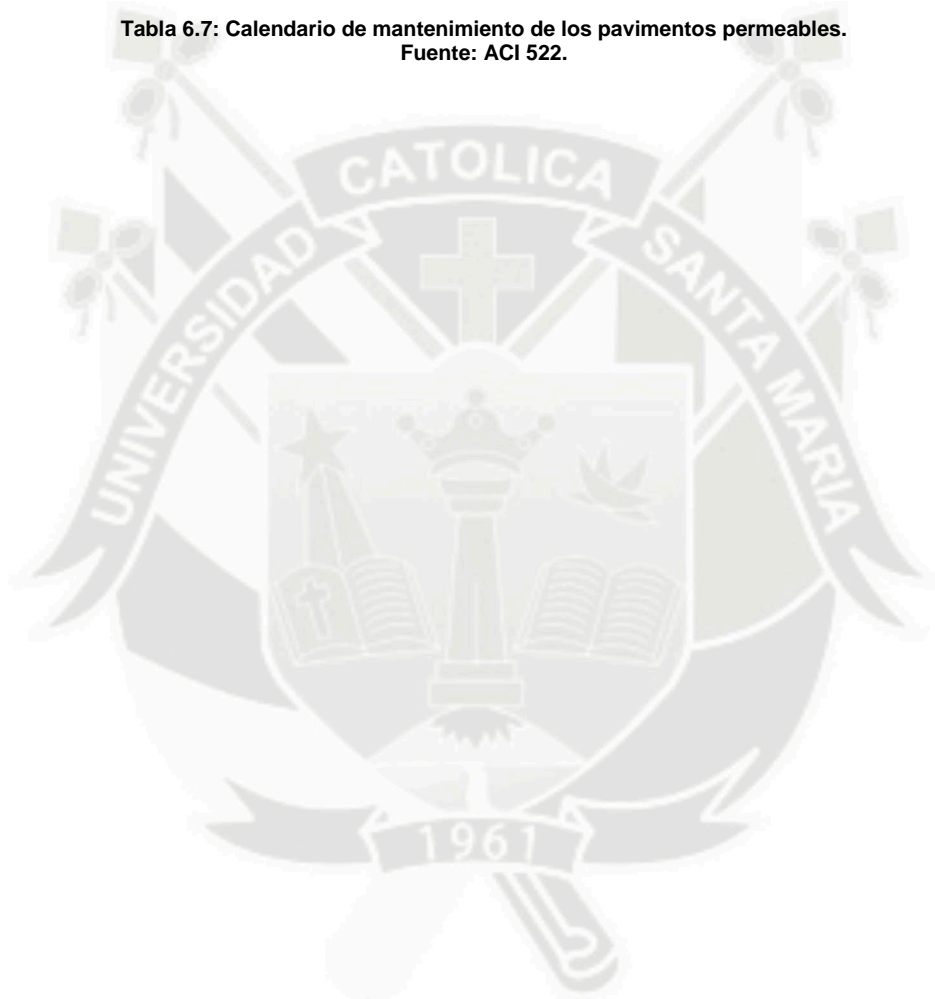 Tabla 6.7: Calendario de mantenimiento de los pavimentos permeables.
Fuente: ACI 522.
CATOLICA
UNIVERSIDAD
SANTA MARIA
1961